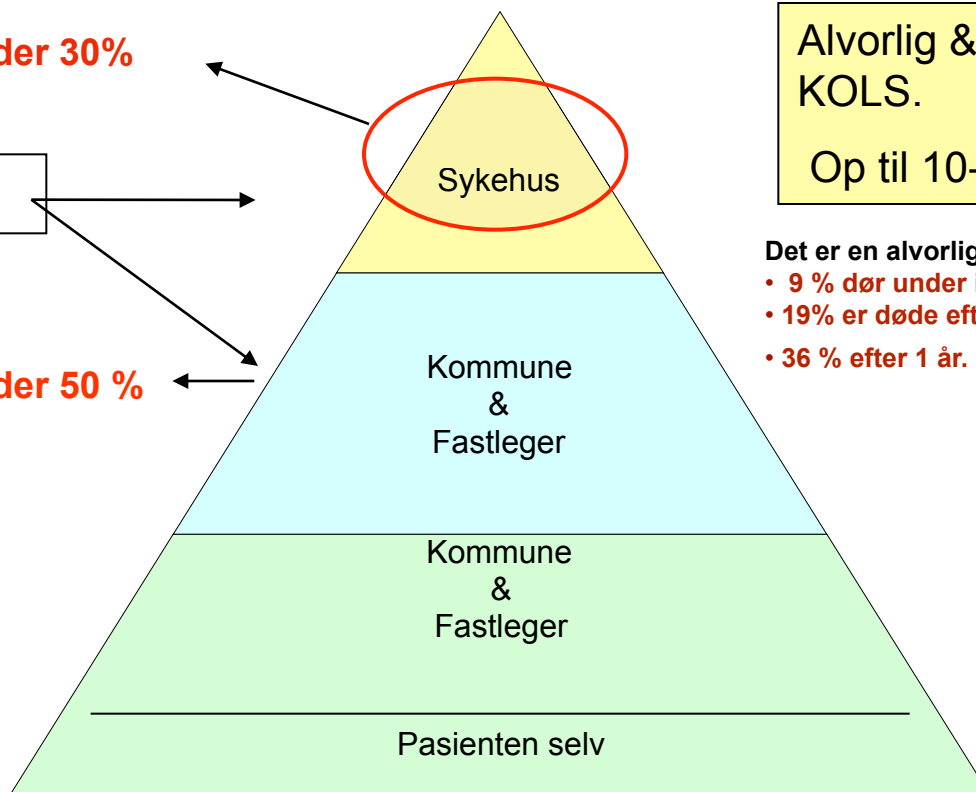 der 30%
Sykehus
der 50 %
Kommune
&
Fastleger
Kommune
&
Fastleger
Pasienten selv
Alvorlig &
KOLS.
Op til 10-
Det er en alvorlig
• 9 % dør under
• 19% er døde eft
• 36 % efter 1 år.